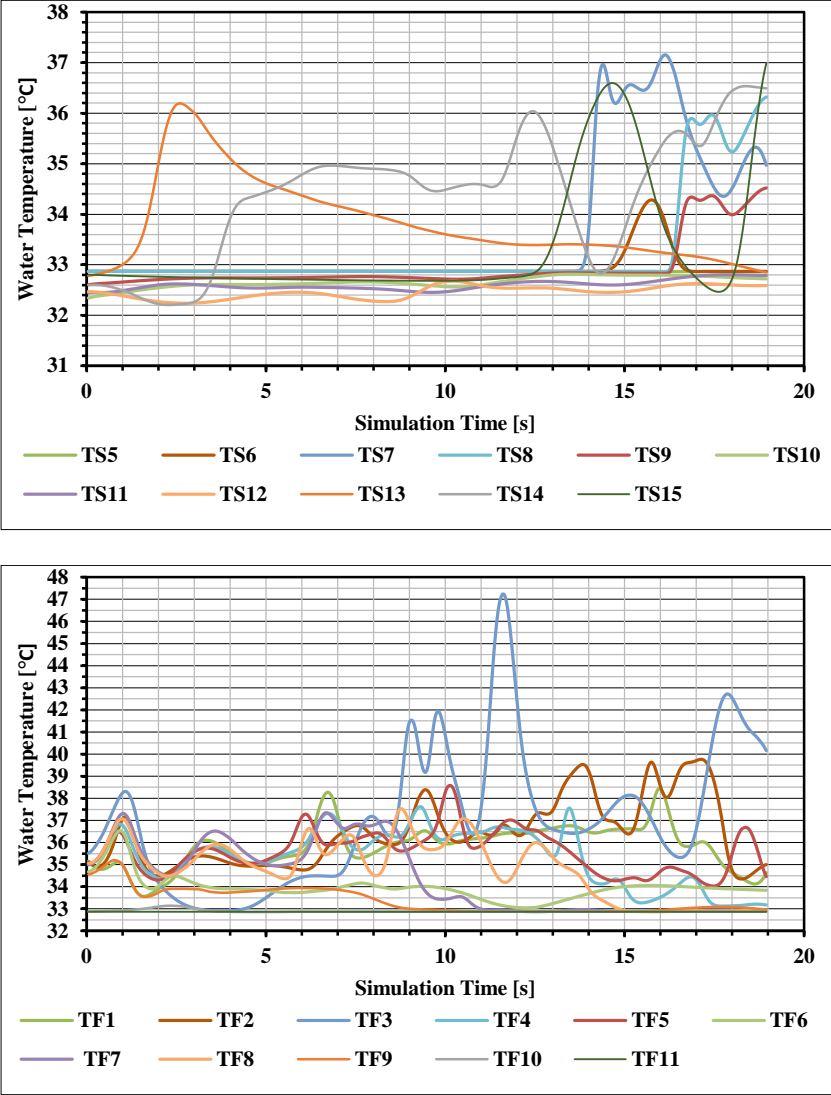 38
37
36
35
34
33
32
31
Water Temperature [°C]
0 5 10 15 20
Simulation Time [s]
TS5 TS6 TS7 TS8 TS9 TS10
TS11 TS12 TS13 TS14 TS15
48
47
46
45
44
43
42
41
40
39
38
37
36
35
34
33
32
Water Temperature [°C]
0 5 10 15 20
Simulation Time [s]
TF1 TF2 TF3 TF4 TF5 TF6
TF7 TF8 TF9 TF10 TF11